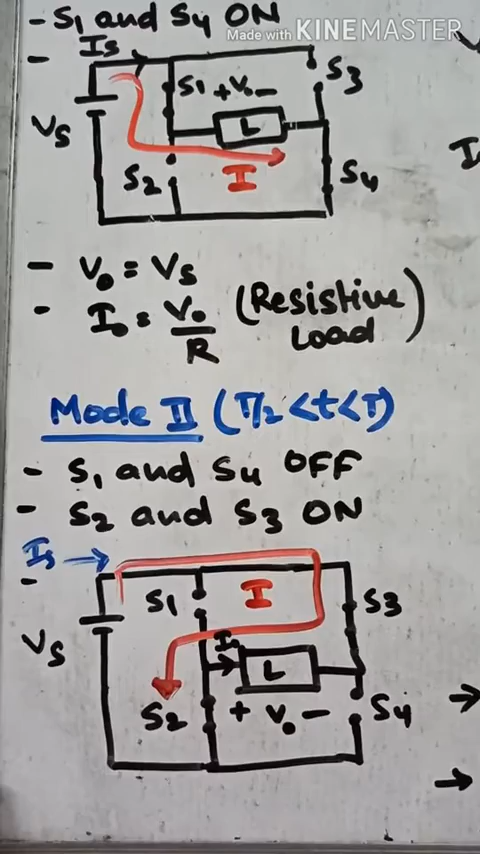 - S1 and S4 ON
Made with KINEMASTER
- Is
S1 + Vo - S3
Vs L
S2 I S4
I
- Vo = Vs
- Io = Vo/R (Resistive Load)
Mode II (T/2 <t<T)
- S1 and S4 OFF
- S2 and S3 ON
Is →
-
S1 I S3
Vs Io
L
S2 + Vo - S4 →
→